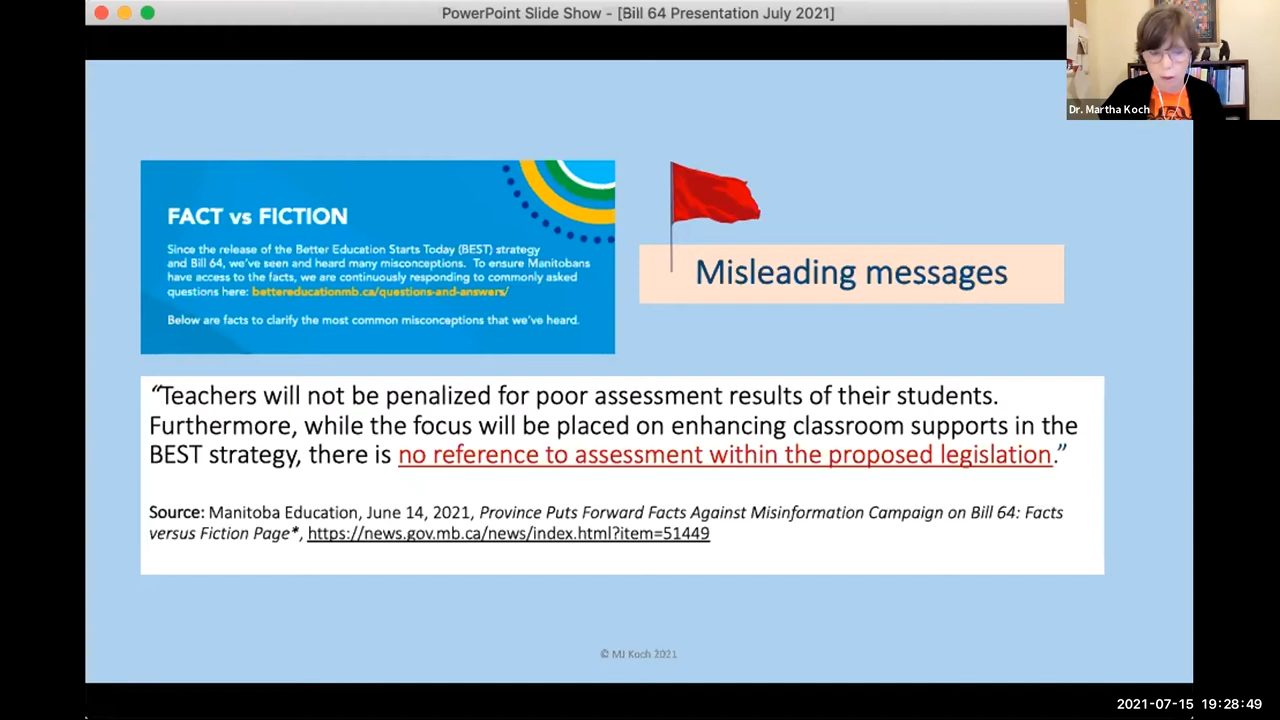 PowerPoint Slide Show - [Bill 64 Presentation July 2021]
Dr. Martha Koch
FACT vs FICTION
Since the release of the Better Education Starts Today (BEST) strategy
and Bill 64, we've seen and heard many misconceptions. To ensure Manitobans
have access to the facts, we are continuously responding to commonly asked
questions here: bettereducationmb.ca/questions-and-answers/
Below are facts to clarify the most common misconceptions that we've heard.
Misleading messages
“Teachers will not be penalized for poor assessment results of their students.
Furthermore, while the focus will be placed on enhancing classroom supports in the
BEST strategy, there is no reference to assessment within the proposed legislation.”
Source: Manitoba Education, June 14, 2021, Province Puts Forward Facts Against Misinformation Campaign on Bill 64: Facts
versus Fiction Page*, https://news.gov.mb.ca/news/index.html?item=51449
© MJ Koch 2021
2021-07-15 19:28:49